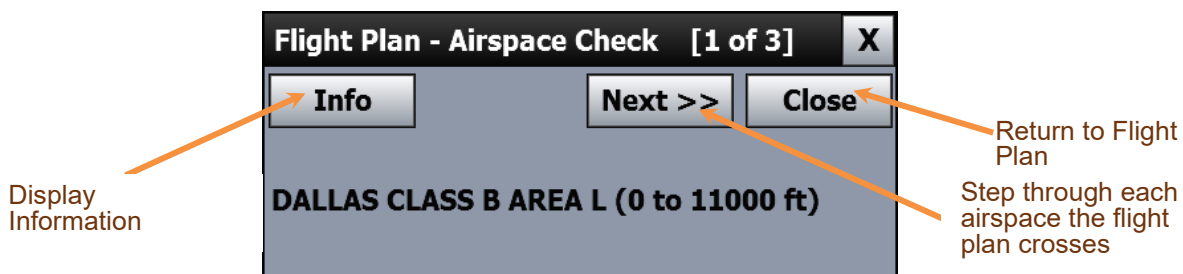 Flight Plan - Airspace Check [1 of 3] X
Info Next >> Close
Return to Flight
Plan
Display
Information
DALLAS CLASS B AREA L (0 to 11000 ft)
Step through each
airspace the flight
plan crosses